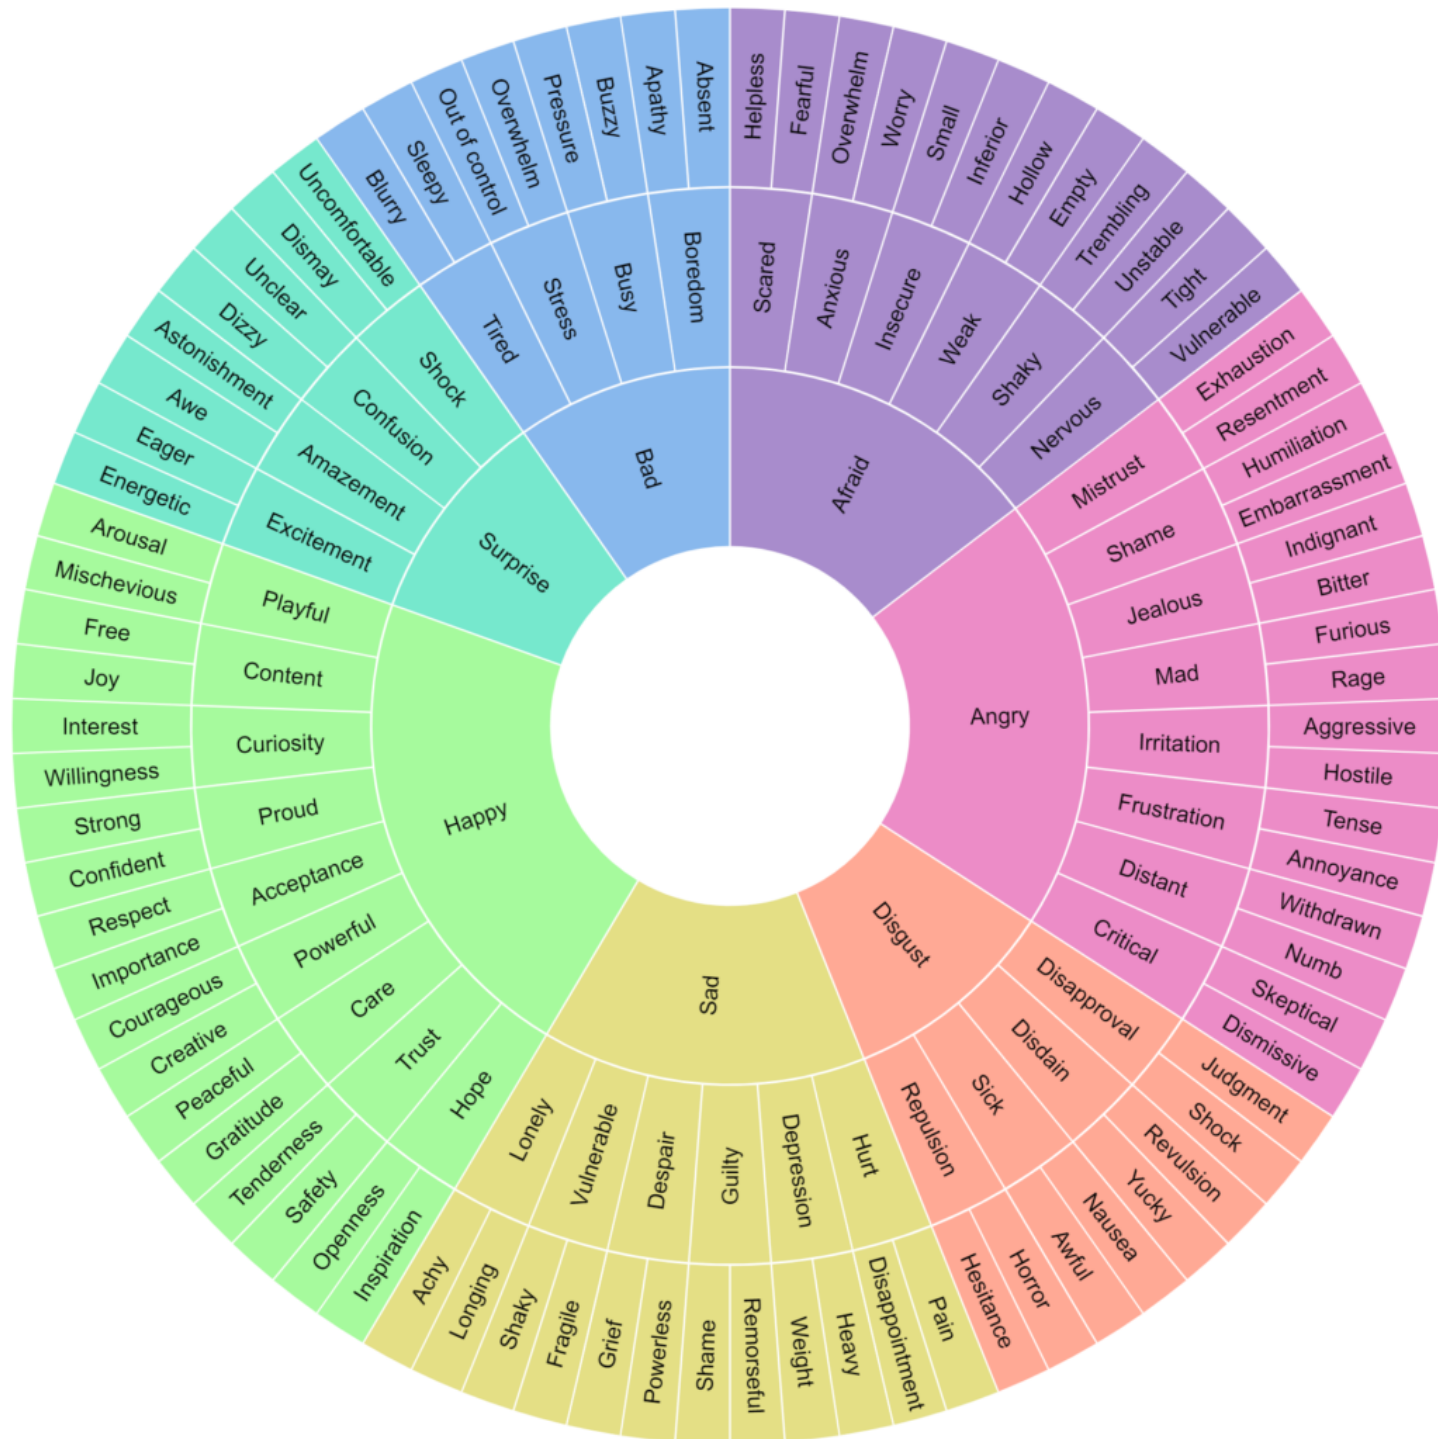 Afraid
Scared
Helpless
Fearful
Anxious
Overwhelm
Worry
Insecure
Small
Inferior
Weak
Hollow
Empty
Shaky
Trembling
Unstable
Nervous
Tight
Vulnerable
Angry
Mistrust
Exhaustion
Resentment
Shame
Humiliation
Embarrassment
Jealous
Indignant
Bitter
Mad
Furious
Rage
Irritation
Aggressive
Hostile
Frustration
Tense
Annoyance
Distant
Withdrawn
Numb
Critical
Skeptical
Dismissive
Disgust
Disapproval
Judgment
Shock
Disdain
Revulsion
Yucky
Sick
Nausea
Awful
Repulsion
Horror
Hesitance
Sad
Hurt
Pain
Disappointment
Depression
Heavy
Weight
Guilty
Remorseful
Shame
Despair
Powerless
Grief
Vulnerable
Fragile
Shaky
Lonely
Longing
Achy
Happy
Hope
Inspiration
Openness
Trust
Safety
Tenderness
Care
Gratitude
Peaceful
Powerful
Creative
Courageous
Acceptance
Importance
Respect
Proud
Confident
Strong
Curiosity
Willingness
Interest
Content
Joy
Free
Playful
Mischevious
Arousal
Surprise
Excitement
Energetic
Eager
Amazement
Awe
Astonishment
Confusion
Dizzy
Unclear
Shock
Dismay
Uncomfortable
Bad
Tired
Blurry
Sleepy
Stress
Out of control
Overwhelm
Busy
Pressure
Buzzy
Boredom
Apathy
Absent